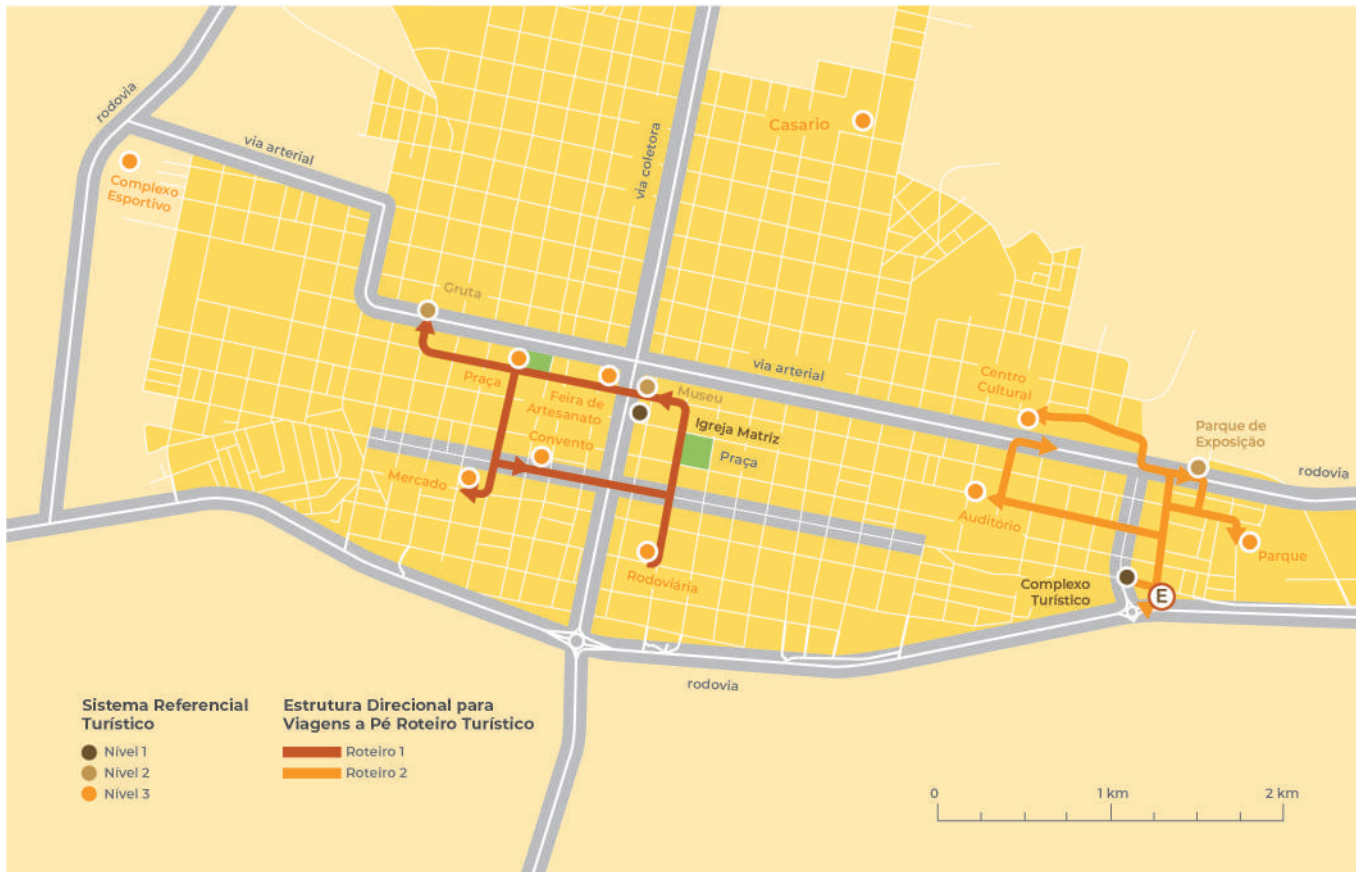 rodovia
via arterial
Complexo
Esportivo
via coletora
Casario
Gruta
Praça
Feira de
Artesanato
Museu
via arterial
Centro
Cultural
Igreja Matriz
Praça
Convento
Mercado
Parque de
Exposição
rodovia
Auditório
Parque
Rodoviária
Complexo
Turístico
E
rodovia
Sistema Referencial
Turístico
Nível 1
Nível 2
Nível 3
Estrutura Direcional para
Viagens a Pé Roteiro Turístico
Roteiro 1
Roteiro 2
0 1 km 2 km